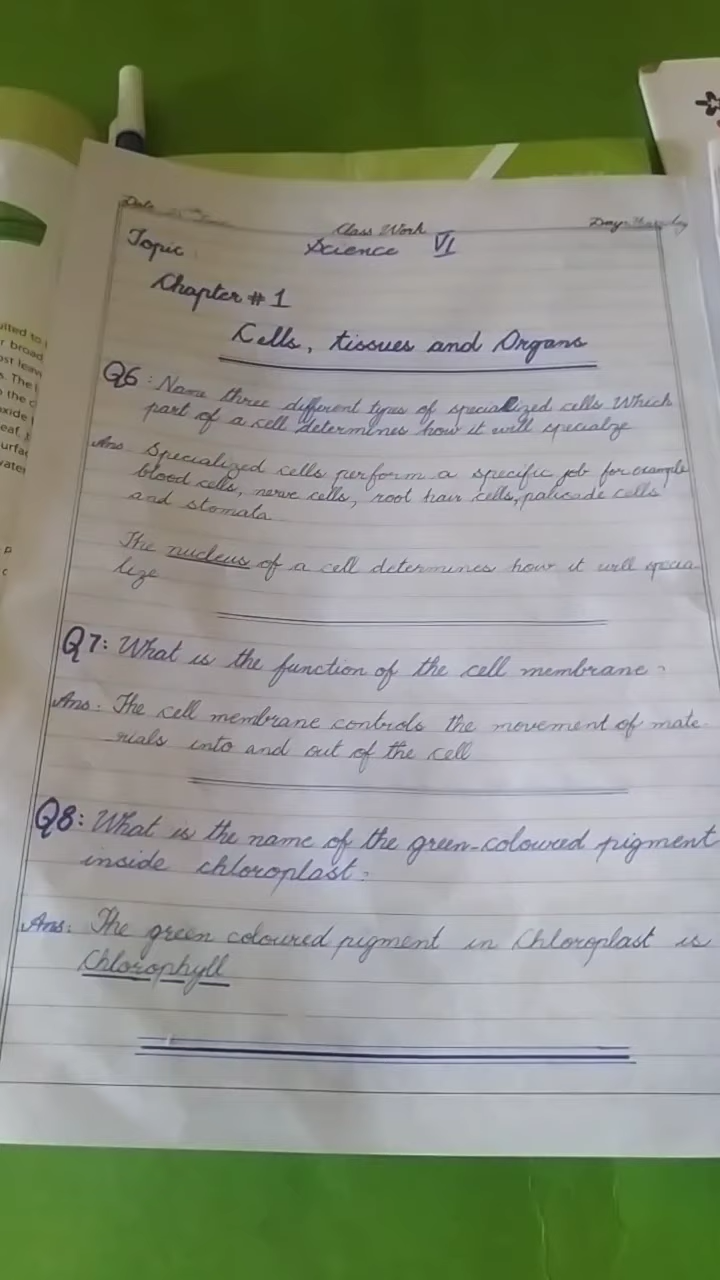 Date
Class Work
Day: Thursday
Topic
Science VI
Chapter # 1
Cells, tissues and Organs
Q6: Name three different types of specialized cells Which
part of a cell determines how it will specialize
Ans Specialized cells perform a specific job for example
blood cells, nerve cells, root hair cells, palisade cells
and stomata
The nucleus of a cell determines how it will specia-
lize
Q7: What is the function of the cell membrane?
Ans: The cell membrane controls the movement of mate-
rials into and out of the cell
Q8: What is the name of the green-coloured pigment
inside chloroplast?
Ans: The green coloured pigment in Chloroplast is
Chlorophyll